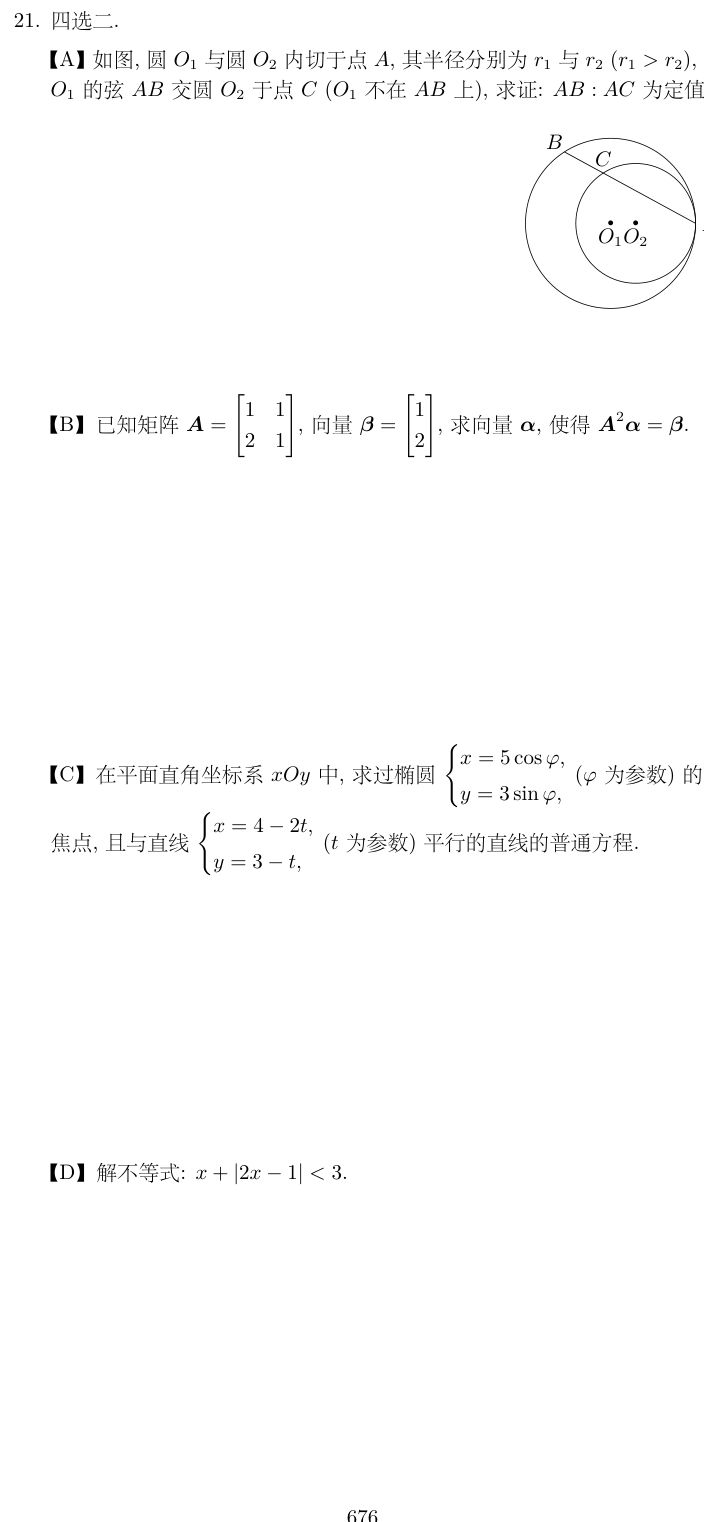 21. 四选二.
【A】如图, 圆 O₁ 与圆 O₂ 内切于点 A, 其半径分别为 r₁ 与 r₂ (r₁ > r₂),
O₁ 的弦 AB 交圆 O₂ 于点 C (O₁ 不在 AB 上), 求证: AB : AC 为定值
B
C
O₁ O₂
【B】已知矩阵 A = [1 1; 2 1], 向量 β = [1; 2], 求向量 α, 使得 A²α = β.
【C】在平面直角坐标系 xOy 中, 求过椭圆 { x = 5 cos φ, y = 3 sin φ, (φ 为参数) 的
焦点, 且与直线 { x = 4 − 2t, y = 3 − t, (t 为参数) 平行的直线的普通方程.
【D】解不等式: x + |2x − 1| < 3.
676